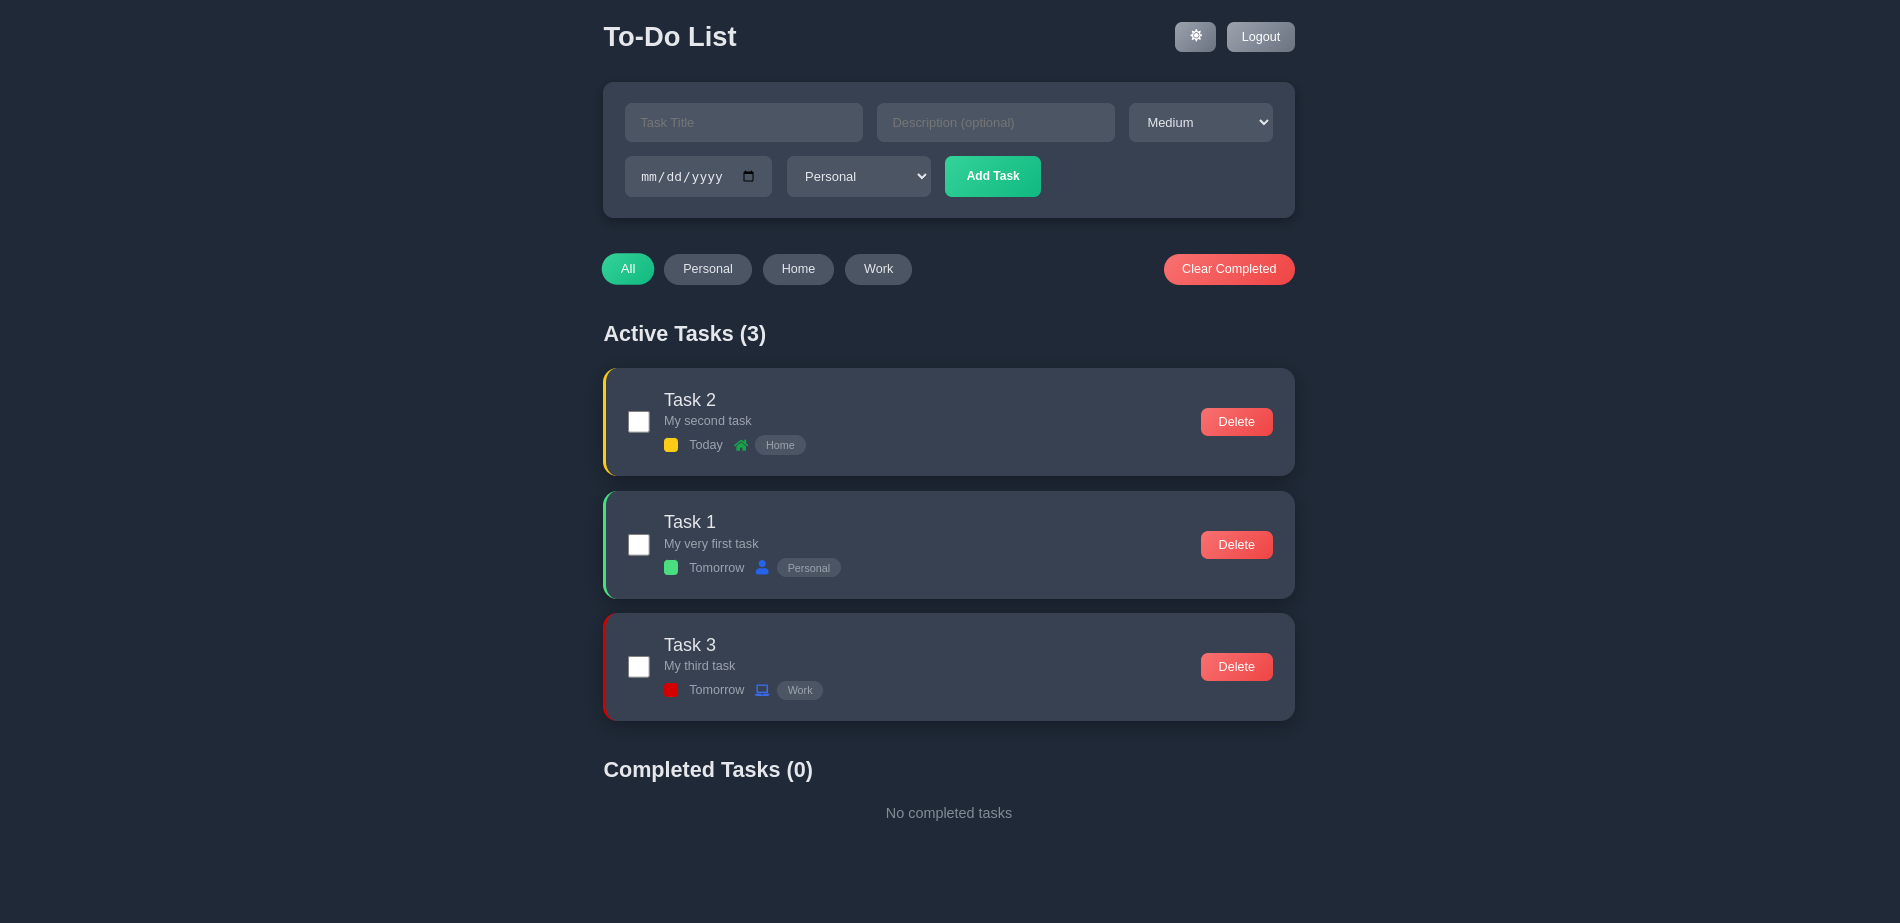 To-Do List
Logout
Task Title
Description (optional)
Medium
mm/dd/yyyy
Personal
Add Task
All
Personal
Home
Work
Clear Completed
Active Tasks (3)
Task 2
My second task
Today
Home
Delete
Task 1
My very first task
Tomorrow
Personal
Delete
Task 3
My third task
Tomorrow
Work
Delete
Completed Tasks (0)
No completed tasks